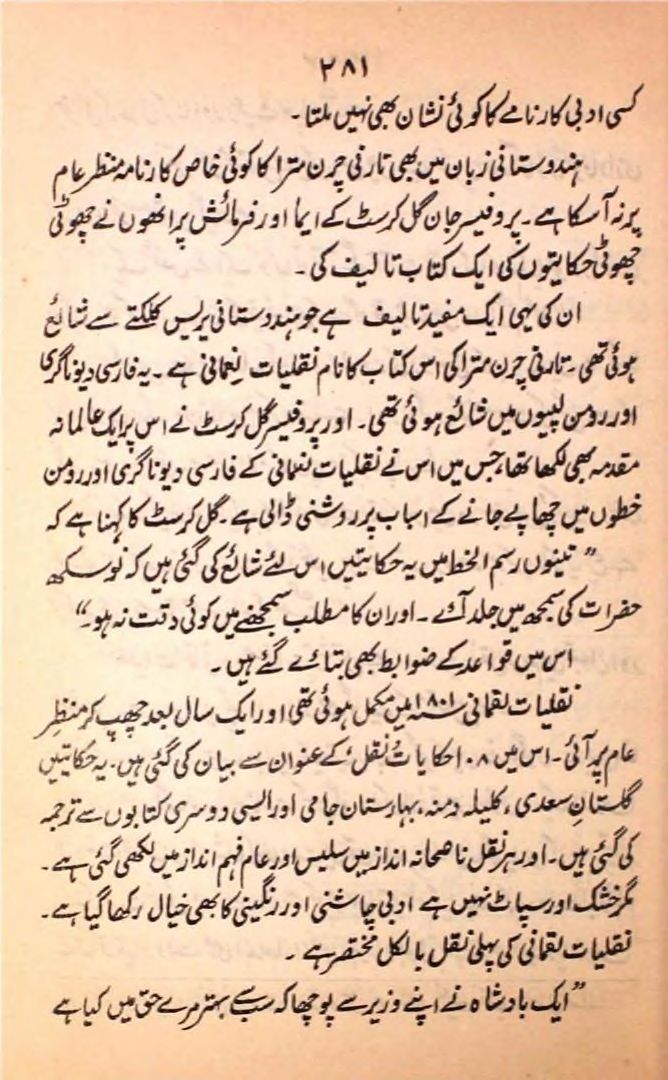 ۲۸۱
کسی ادبی کارنامے کا کوئی نشان بھی نہیں ملتا۔
ہندوستانی زبان میں بھی تارنی چرن مترا کا کوئی خاص کارنامہ منظر عام
پر نہ آسکا ہے۔ پروفیسر جان گل کرسٹ کے ایما اور فرمائش پر انھوں نے چھوٹی
چھوٹی حکایتوں کی ایک کتاب تالیف کی۔
ان کی یہی ایک مفید تالیف ہے جو ہندوستانی پریس کلکتے سے شائع
ہوئی تھی۔ تارنی چرن مترا کی اس کتاب کا نام نقلیات لقمانی ہے۔ یہ فارسی دیوناگری
اور رومن لپیوں میں شائع ہوئی تھی۔ اور پروفیسر گل کرسٹ نے اس پر ایک عالمانہ
مقدمہ بھی لکھا تھا، جس میں اس نے نقلیات لقمانی کے فارسی دیوناگری اور رومن
خطوں میں چھاپے جانے کے اسباب پر روشنی ڈالی ہے۔ گل کرسٹ کا کہنا ہے کہ
”تینوں رسم الخط میں یہ حکایتیں اس لئے شائع کی گئی ہیں کہ نو سکھ
حضرات کی سمجھ میں جلد آئے۔ اور ان کا مطلب سمجھنے میں کوئی دقت نہ ہو۔“
اس میں قواعد کے ضوابط بھی بتائے گئے ہیں۔
نقلیات لقمانی سنہ ۱۸۰۱ میں مکمل ہوئی تھی اور ایک سال بعد چھپ کر منظرِ
عام پر آئی۔ اس میں ۱۰۸ حکایات ’نقل‘ کے عنوان سے بیان کی گئی ہیں۔ یہ حکایتیں
گلستانِ سعدی، کلیلہ دمنہ، بہارستان جامی اور ایسی دوسری کتابوں سے ترجمہ
کی گئی ہیں۔ اور ہر نقل ناصحانہ انداز میں سلیس اور عام فہم انداز میں لکھی گئی ہے۔
مگر خشک اور سپاٹ نہیں ہے ادبی چاشنی اور رنگینی کا بھی خیال رکھا گیا ہے۔
نقلیات لقمانی کی پہلی نقل بالکل مختصر ہے۔
”ایک بادشاہ نے اپنے وزیر سے پوچھا کہ سب سے بہتر مرے حق میں کیا ہے